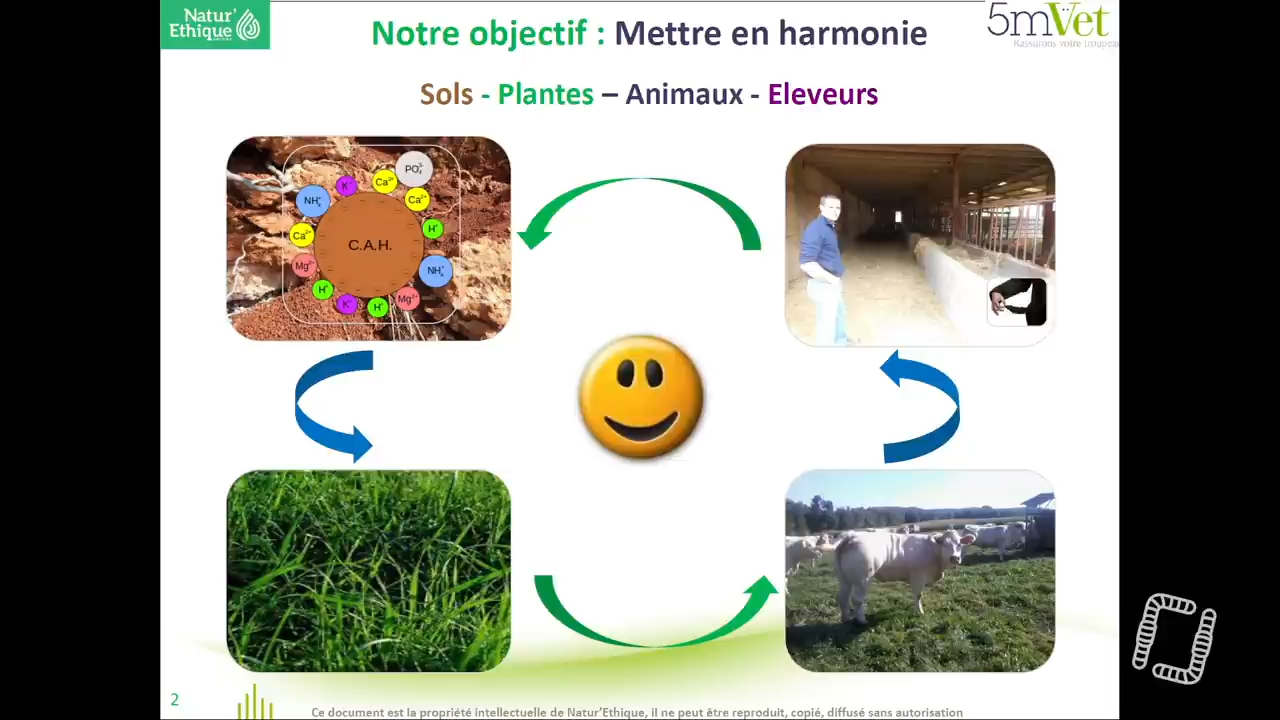 Natur'
Ethique
5mVet
Rassurons votre troupeau
Notre objectif : Mettre en harmonie
Sols - Plantes – Animaux - Eleveurs
PO₄³⁻
K⁺
Ca²⁺
NH₄⁺
Ca²⁺
Ca²⁺
H⁺
C.A.H.
Mg²⁺
NH₄⁺
H⁺
K⁺
H⁺
Mg²⁺
2
Ce document est la propriété intellectuelle de Natur'Ethique, il ne peut être reproduit, copié, diffusé sans autorisation